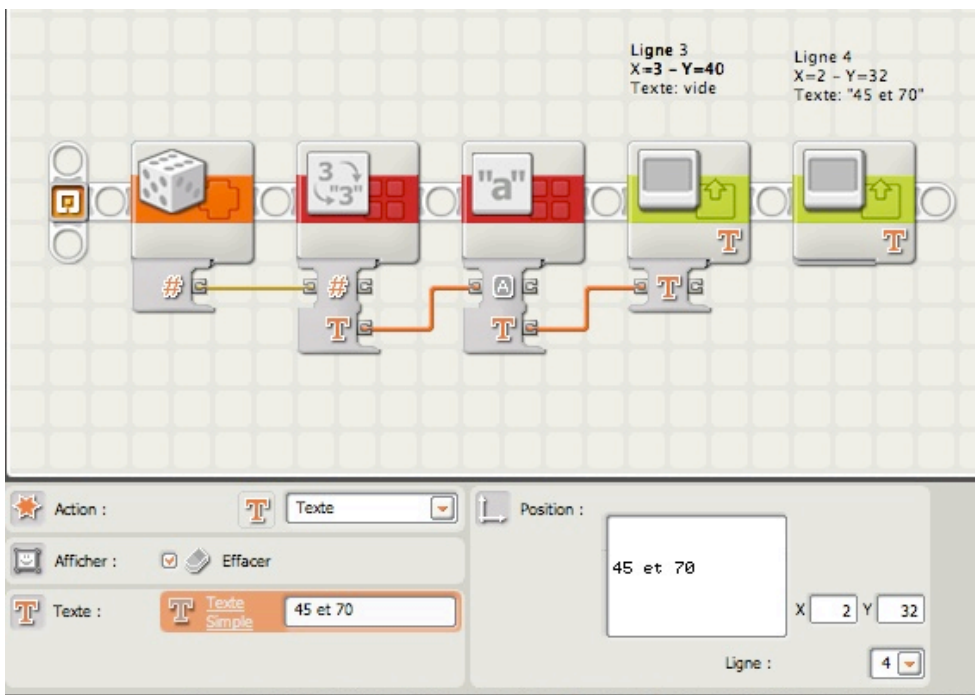 Ligne 3
X=3 – Y=40
Texte: vide
Ligne 4
X=2 – Y=32
Texte: "45 et 70"
3
"3"
"a"
T
T
#
#
A
T
T
T
Action :
T
Texte
Position :
Afficher :
Effacer
45 et 70
T
Texte :
T
Texte
Simple
45 et 70
X
2
Y
32
Ligne :
4